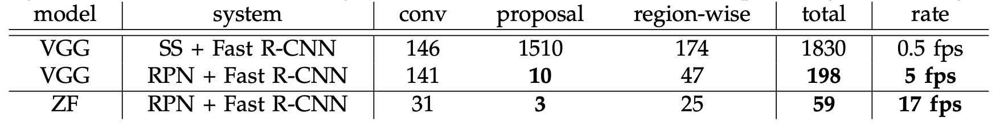 model system conv proposal region-wise total rate
VGG SS + Fast R-CNN 146 1510 174 1830 0.5 fps
VGG RPN + Fast R-CNN 141 10 47 198 5 fps
ZF RPN + Fast R-CNN 31 3 25 59 17 fps